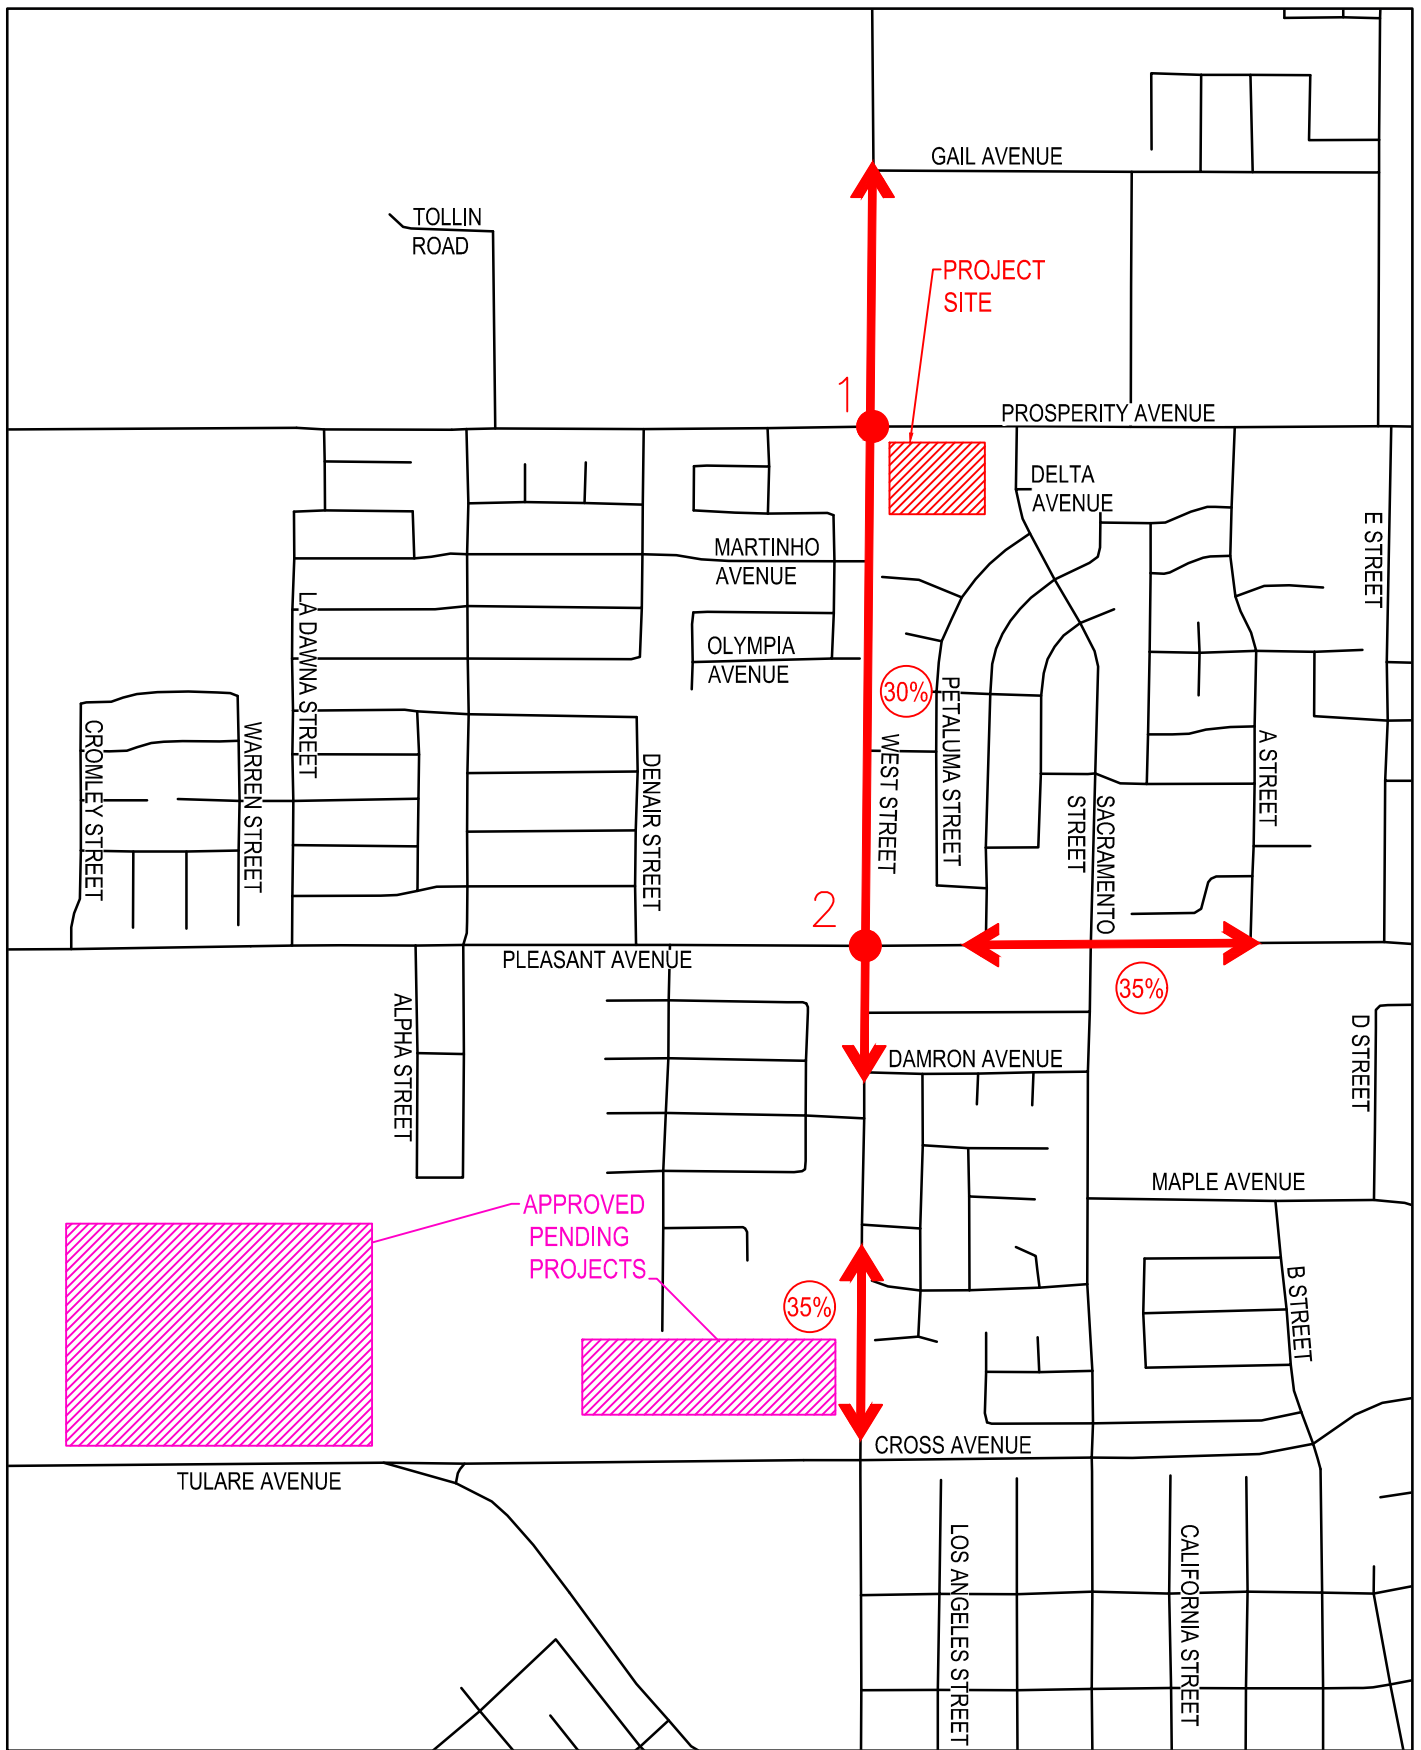 GAIL AVENUE
TOLLIN
ROAD
PROJECT
SITE
1
PROSPERITY AVENUE
DELTA
AVENUE
E STREET
MARTINHO
AVENUE
LA DAWNA STREET
OLYMPIA
AVENUE
30%
PETALUMA STREET
CROMLEY STREET
WARREN STREET
DENAIR STREET
WEST STREET
A STREET
SACRAMENTO
STREET
2
PLEASANT AVENUE
35%
ALPHA STREET
D STREET
DAMRON AVENUE
MAPLE AVENUE
APPROVED
PENDING
PROJECTS
B STREET
35%
CROSS AVENUE
TULARE AVENUE
LOS ANGELES STREET
CALIFORNIA STREET